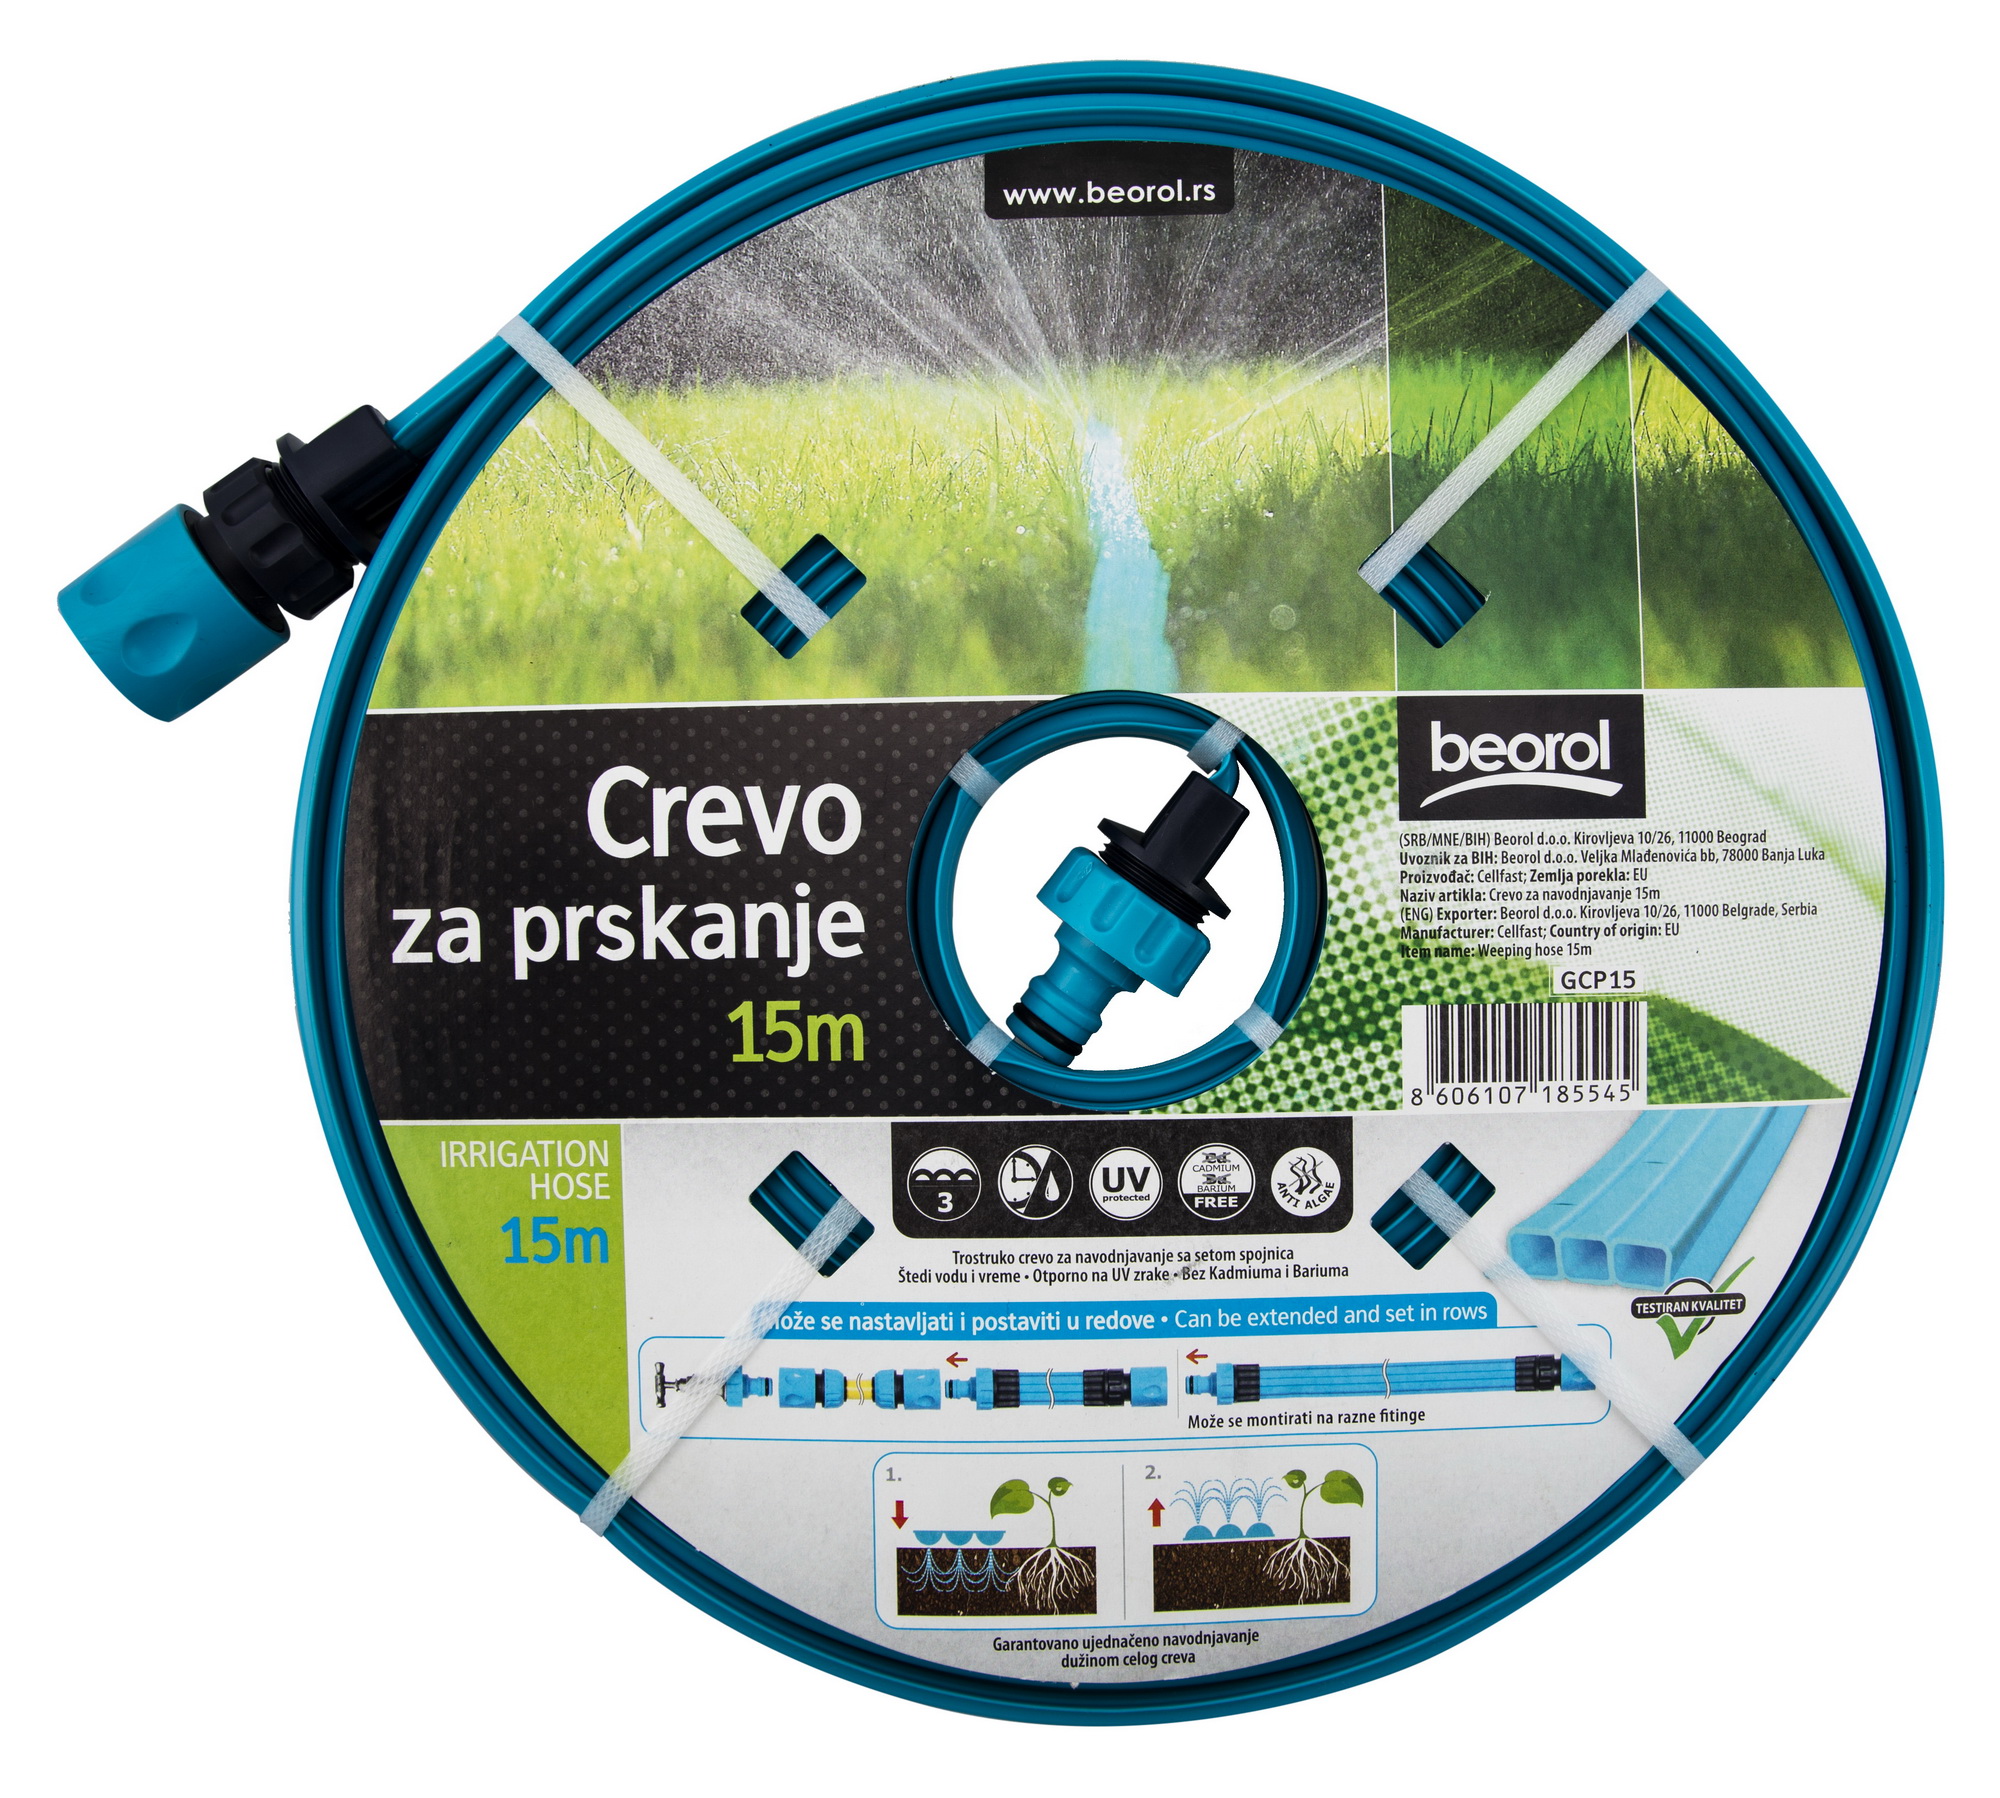 www.beorol.rs
Crevo
za prskanje
15m
beorol
(SRB/MNE/BIH) Beorol d.o.o. Kirovljeva 10/26, 11000 Beograd
Uvoznik za BIH: Beorol d.o.o. Veljka Mlađenovića bb, 78000 Banja Luka
Proizvođač: Cellfast; Zemlja porekla: EU
Naziv artikla: Crevo za navodnjavanje 15m
(ENG) Exporter: Beorol d.o.o. Kirovljeva 10/26, 11000 Belgrade, Serbia
Manufacturer: Cellfast; Country of origin: EU
Item name: Weeping hose 15m
GCP15
8 606107 185545
IRRIGATION
HOSE
15m
3
UV
protected
Cd
CADMIUM
Ba
BARIUM
FREE
ANTI ALGAE
Trostruko crevo za navodnjavanje sa setom spojnica
Štedi vodu i vreme • Otporno na UV zrake • Bez Kadmiuma i Bariuma
TESTIRAN KVALITET
se nastavljati i postaviti u redove • Can be extended and set in rows
Može se montirati na razne fitinge
1.
2.
Garantovano ujednačeno navodnjavanje
dužinom celog creva